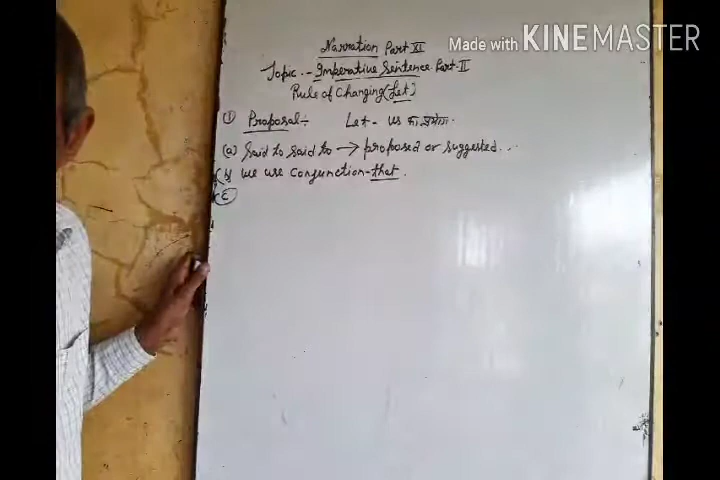 Made with KINEMASTER
Narration Part XI
Topic - Imperative Sentence Part II
Rule of Changing (Let)
① Proposal ÷ Let - us का प्रयोग.
(a) Said to Said to → proposed or suggested...
(b) We use conjunction - that.
(c)